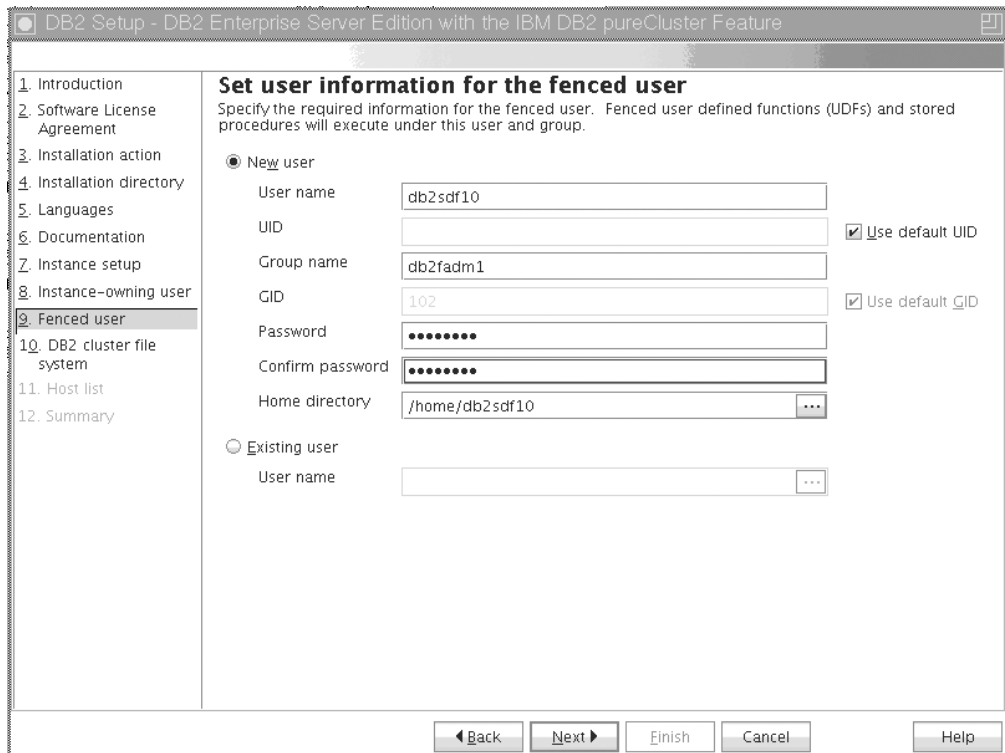 DB2 Setup - DB2 Enterprise Server Edition with the IBM DB2 pureCluster Feature
1. Introduction
2. Software License
Agreement
3. Installation action
4. Installation directory
5. Languages
6. Documentation
7. Instance setup
8. Instance-owning user
9. Fenced user
10. DB2 cluster file
system
11. Host list
12. Summary
Set user information for the fenced user
Specify the required information for the fenced user. Fenced user defined functions (UDFs) and stored
procedures will execute under this user and group.
New user
User name db2sdf10
UID Use default UID
Group name db2fadm1
GID 102 Use default GID
Password ••••••••
Confirm password ••••••••
Home directory /home/db2sdf10 ...
Existing user
User name ...
Back Next Finish Cancel Help